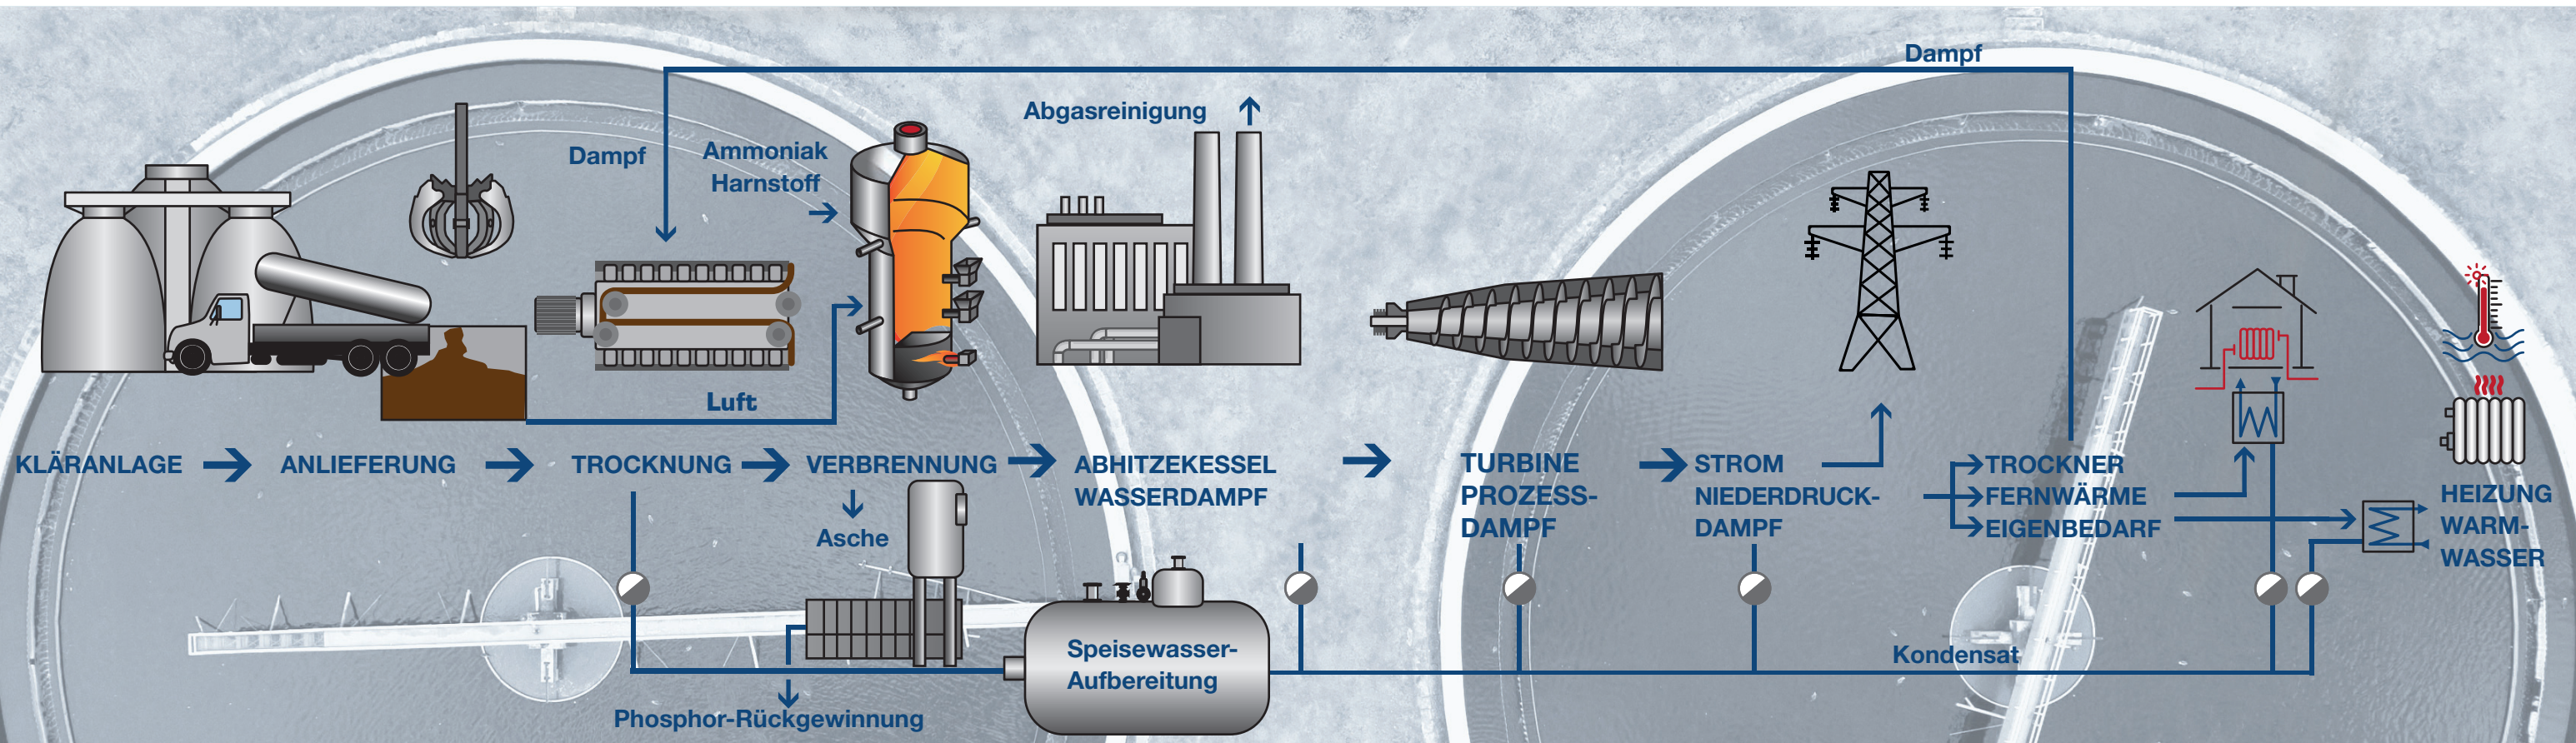 Dampf
Abgasreinigung
Dampf
Ammoniak
Harnstoff
Luft
KLÄRANLAGE
ANLIEFERUNG
TROCKNUNG
VERBRENNUNG
ABHITZEKESSEL
WASSERDAMPF
TURBINE
PROZESS-
DAMPF
STROM
NIEDERDRUCK-
DAMPF
TROCKNER
FERNWÄRME
EIGENBEDARF
HEIZUNG
WARM-
WASSER
Asche
Speisewasser-
Aufbereitung
Kondensat
Phosphor-Rückgewinnung